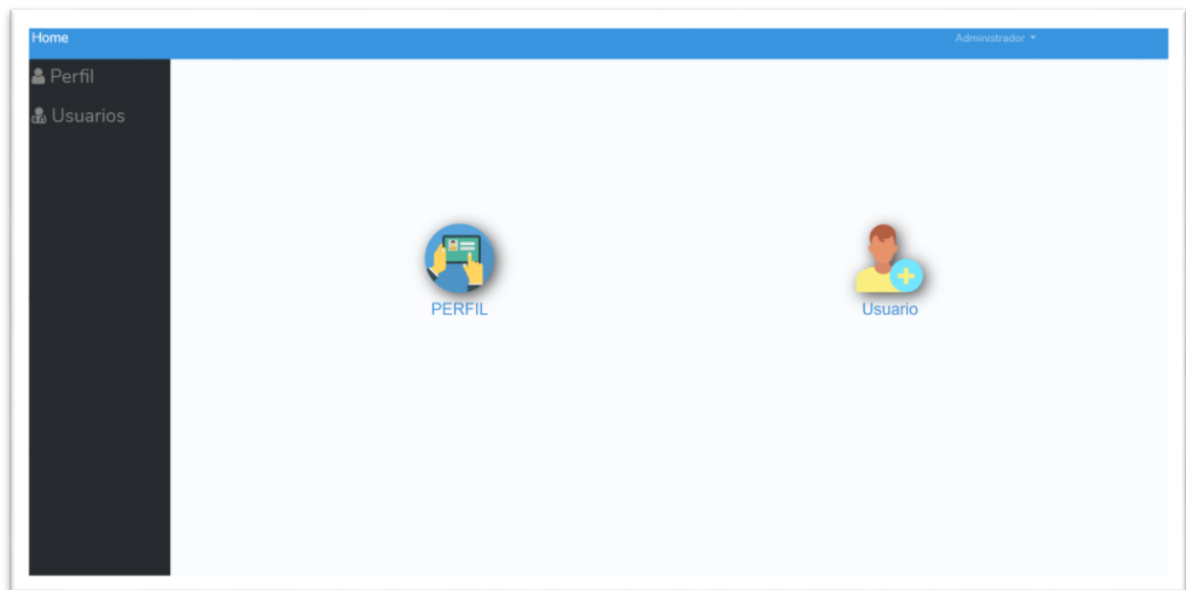 Home
Administrador
Perfil
Usuarios
PERFIL
Usuario